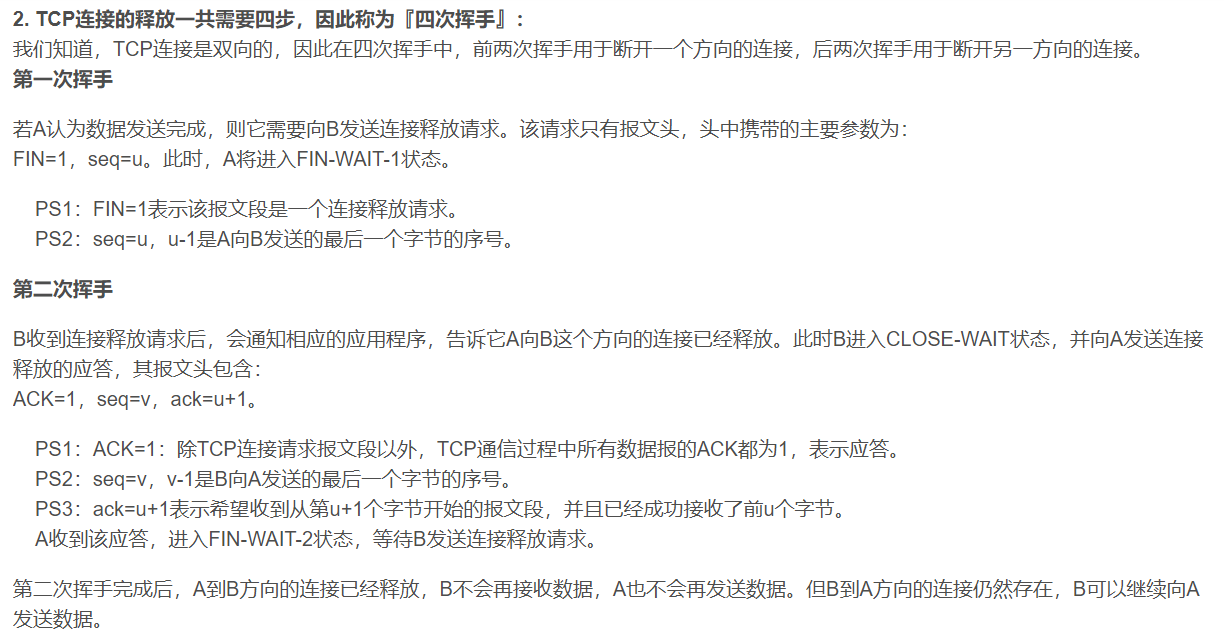 2. TCP连接的释放一共需要四步，因此称为『四次挥手』：
我们知道，TCP连接是双向的，因此在四次挥手中，前两次挥手用于断开一个方向的连接，后两次挥手用于断开另一方向的连接。
第一次挥手
若A认为数据发送完成，则它需要向B发送连接释放请求。该请求只有报文头，头中携带的主要参数为：
FIN=1，seq=u。此时，A将进入FIN-WAIT-1状态。
PS1：FIN=1表示该报文段是一个连接释放请求。
PS2：seq=u，u-1是A向B发送的最后一个字节的序号。
第二次挥手
B收到连接释放请求后，会通知相应的应用程序，告诉它A向B这个方向的连接已经释放。此时B进入CLOSE-WAIT状态，并向A发送连接
释放的应答，其报文头包含：
ACK=1，seq=v，ack=u+1。
PS1：ACK=1：除TCP连接请求报文段以外，TCP通信过程中所有数据报的ACK都为1，表示应答。
PS2：seq=v，v-1是B向A发送的最后一个字节的序号。
PS3：ack=u+1表示希望收到从第u+1个字节开始的报文段，并且已经成功接收了前u个字节。
A收到该应答，进入FIN-WAIT-2状态，等待B发送连接释放请求。
第二次挥手完成后，A到B方向的连接已经释放，B不会再接收数据，A也不会再发送数据。但B到A方向的连接仍然存在，B可以继续向A
发送数据。